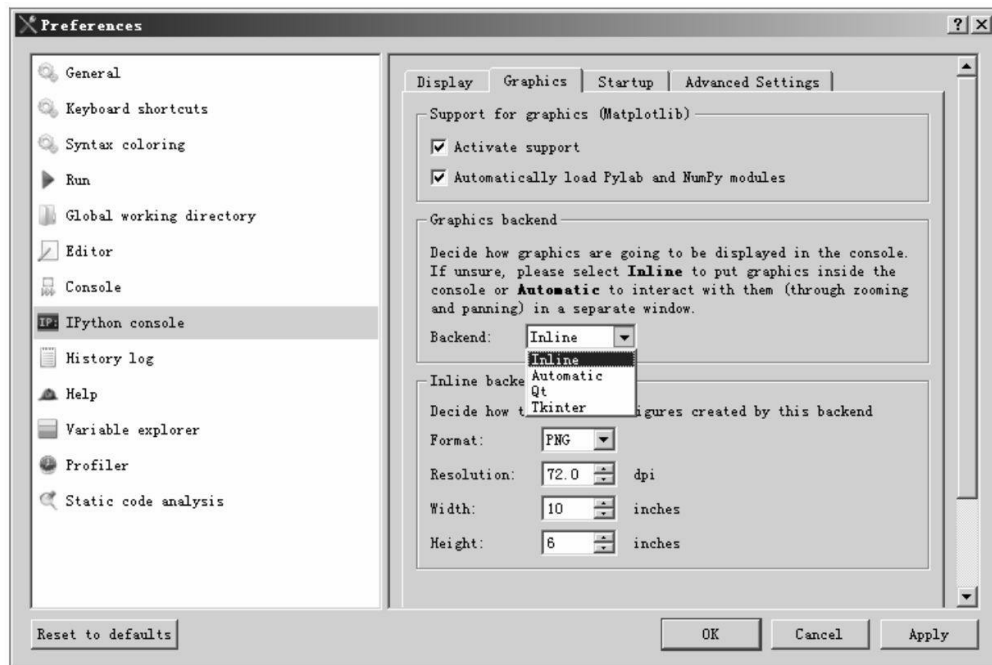 Preferences
General
Keyboard shortcuts
Syntax coloring
Run
Global working directory
Editor
Console
IP: IPython console
History log
Help
Variable explorer
Profiler
Static code analysis
Display Graphics Startup Advanced Settings
Support for graphics (Matplotlib)
Activate support
Automatically load Pylab and NumPy modules
Graphics backend
Decide how graphics are going to be displayed in the console.
If unsure, please select Inline to put graphics inside the
console or Automatic to interact with them (through zooming
and panning) in a separate window.
Backend: Inline
Inline
Automatic
Qt
Tkinter
Inline backe
Decide how t igures created by this backend
Format: PNG
Resolution: 72.0 dpi
Width: 10 inches
Height: 6 inches
Reset to defaults OK Cancel Apply